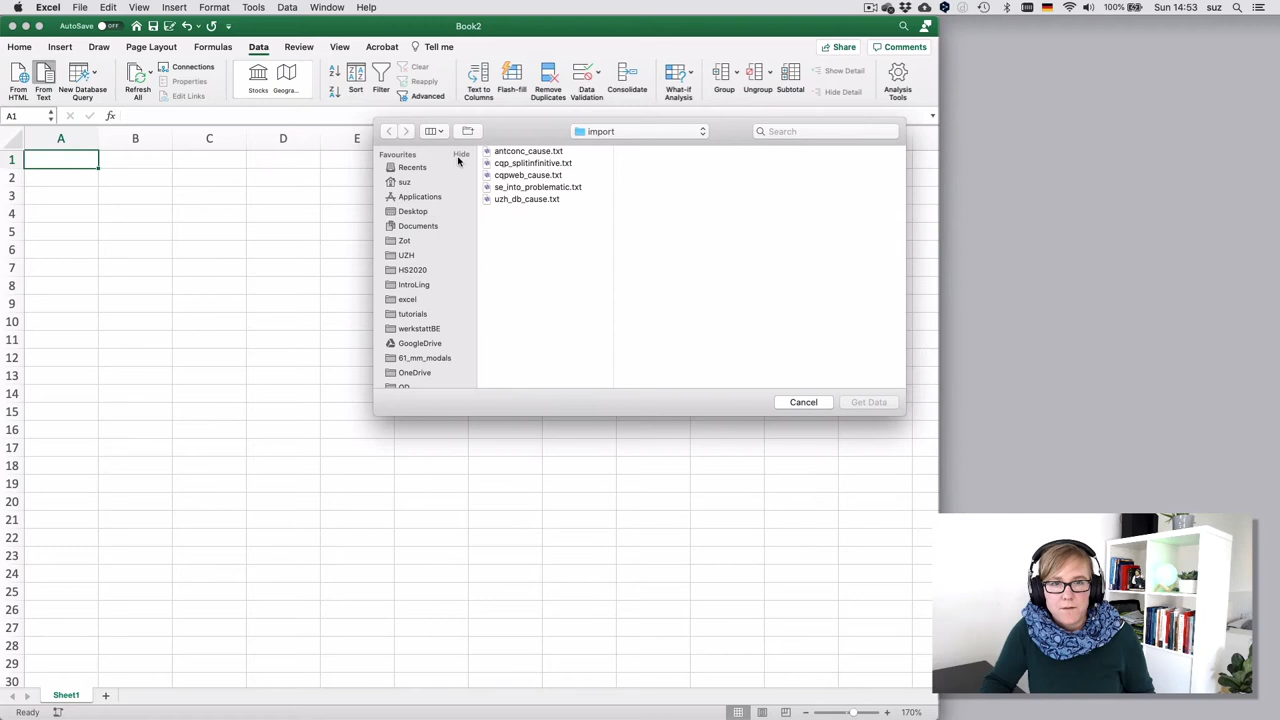 Excel File Edit View Insert Format Tools Data Window Help 100% Sun 14:53 suz
AutoSave OFF Book2
Home Insert Draw Page Layout Formulas Data Review View Acrobat Tell me Share Comments
From HTML
From Text
New Database Query
Refresh All
Connections
Properties
Edit Links
Stocks Geogra...
Sort
Filter
Clear
Reapply
Advanced
Text to Columns
Flash-fill
Remove Duplicates
Data Validation
Consolidate
What-if Analysis
Group
Ungroup
Subtotal
Show Detail
Hide Detail
Analysis Tools
A1 fx
A B C D E
import Search
Favourites Hide
Recents
suz
Applications
Desktop
Documents
Zot
UZH
HS2020
IntroLing
excel
tutorials
werkstattBE
GoogleDrive
61_mm_modals
OneDrive
antconc_cause.txt
cqp_splitinfinitive.txt
cqpweb_cause.txt
se_into_problematic.txt
uzh_db_cause.txt
Cancel Get Data
1
2
3
4
5
6
7
8
9
10
11
12
13
14
15
16
17
18
19
20
21
22
23
24
25
26
27
28
29
30
Sheet1 +
Ready 170%